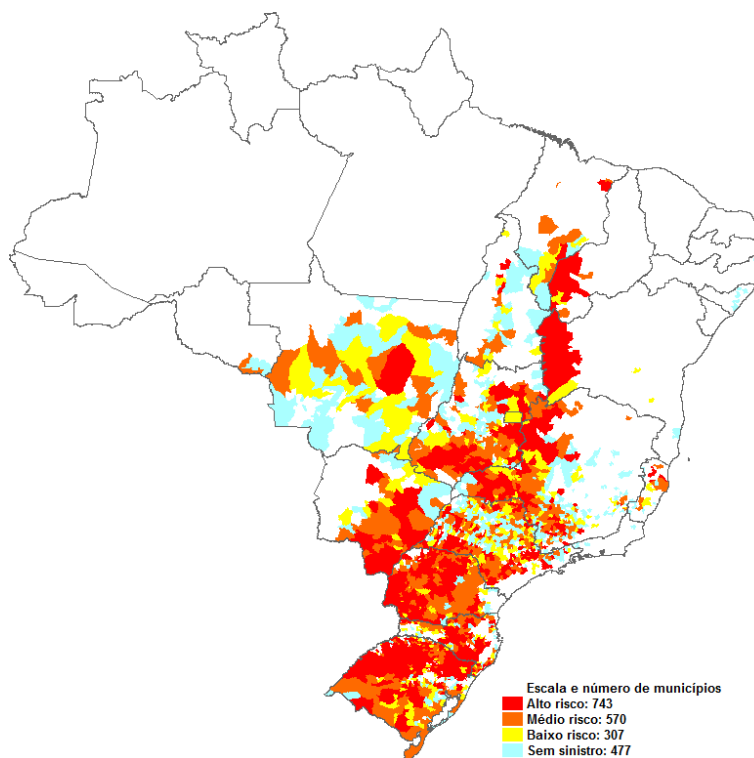 Escala e número de municípios
Alto risco: 743
Médio risco: 570
Baixo risco: 307
Sem sinistro: 477